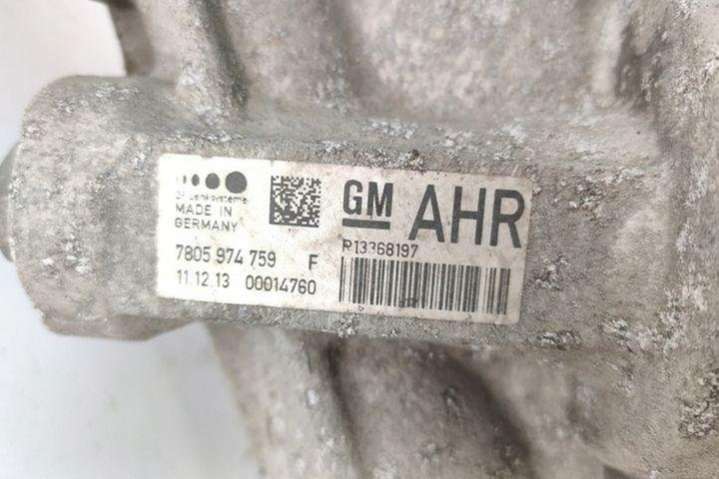 MADE IN
GERMANY
7805 974 759 F
11.12.13 00014760
GM AHR
P13368197